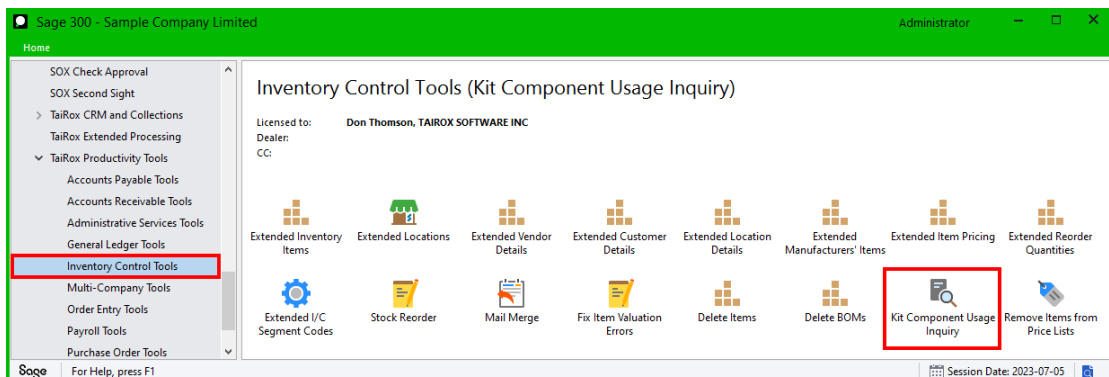 Sage 300 - Sample Company Limited
Administrator
Home
SOX Check Approval
SOX Second Sight
TaiRox CRM and Collections
TaiRox Extended Processing
TaiRox Productivity Tools
Accounts Payable Tools
Accounts Receivable Tools
Administrative Services Tools
General Ledger Tools
Inventory Control Tools
Multi-Company Tools
Order Entry Tools
Payroll Tools
Purchase Order Tools
Inventory Control Tools (Kit Component Usage Inquiry)
Licensed to: Don Thomson, TAIROX SOFTWARE INC
Dealer:
CC:
Extended Inventory
Items
Extended Locations
Extended Vendor
Details
Extended Customer
Details
Extended Location
Details
Extended
Manufacturers' Items
Extended Item Pricing
Extended Reorder
Quantities
Extended I/C
Segment Codes
Stock Reorder
Mail Merge
Fix Item Valuation
Errors
Delete Items
Delete BOMs
Kit Component Usage
Inquiry
Remove Items from
Price Lists
Sage
For Help, press F1
Session Date: 2023-07-05